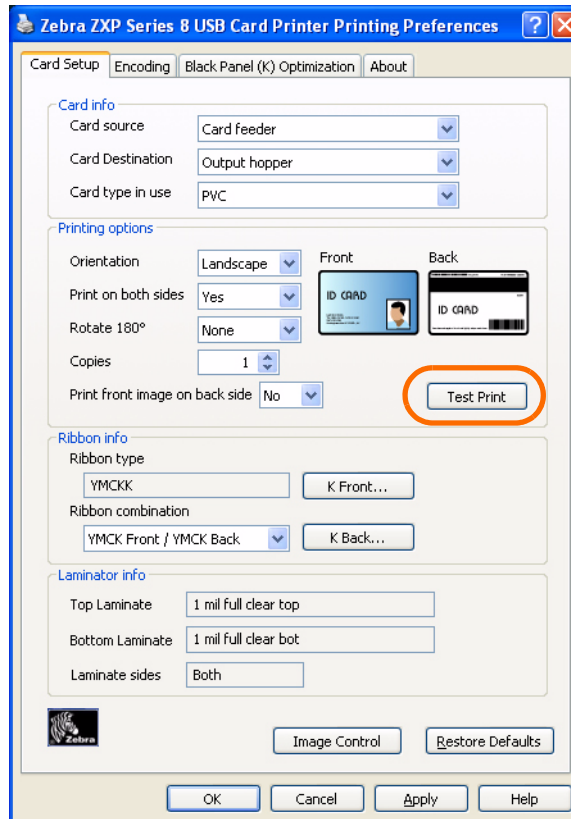 Zebra ZXP Series 8 USB Card Printer Printing Preferences
Card Setup Encoding Black Panel (K) Optimization About
Card info
Card source Card feeder
Card Destination Output hopper
Card type in use PVC
Printing options
Orientation Landscape Front Back
Print on both sides Yes
ID CARD ID CARD
Rotate 180° None
Copies 1
Print front image on back side No Test Print
Ribbon info
Ribbon type
YMCKK K Front...
Ribbon combination
YMCK Front / YMCK Back K Back...
Laminator info
Top Laminate 1 mil full clear top
Bottom Laminate 1 mil full clear bot
Laminate sides Both
Zebra
Image Control Restore Defaults
OK Cancel Apply Help